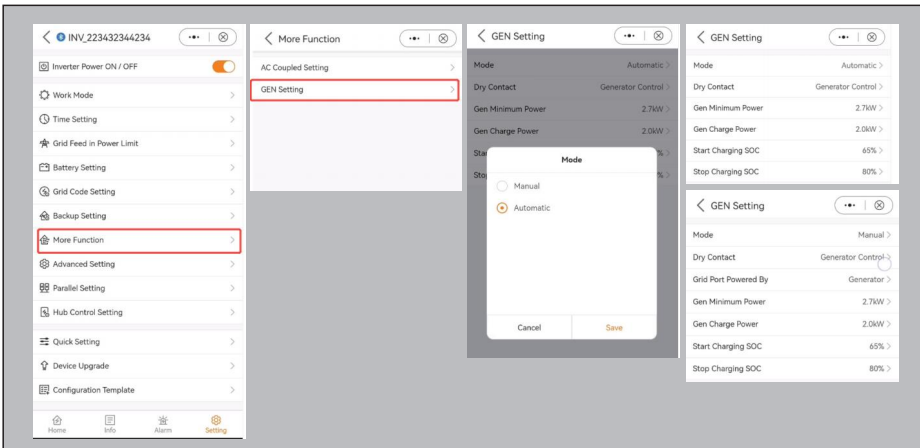 INV_223432344234
Inverter Power ON / OFF
Work Mode
Time Setting
Grid Feed in Power Limit
Battery Setting
Grid Code Setting
Backup Setting
More Function
Advanced Setting
Parallel Setting
Hub Control Setting
Quick Setting
Device Upgrade
Configuration Template
Home Info Alarm Setting
More Function
AC Coupled Setting
GEN Setting
GEN Setting
Mode Automatic
Dry Contact Generator Control
Gen Minimum Power 2.7kW
Gen Charge Power 2.0kW
Mode
Manual
Automatic
Cancel Save
GEN Setting
Mode Automatic
Dry Contact Generator Control
Gen Minimum Power 2.7kW
Gen Charge Power 2.0kW
Start Charging SOC 65%
Stop Charging SOC 80%
GEN Setting
Mode Manual
Dry Contact Generator Control
Grid Port Powered By Generator
Gen Minimum Power 2.7kW
Gen Charge Power 2.0kW
Start Charging SOC 65%
Stop Charging SOC 80%